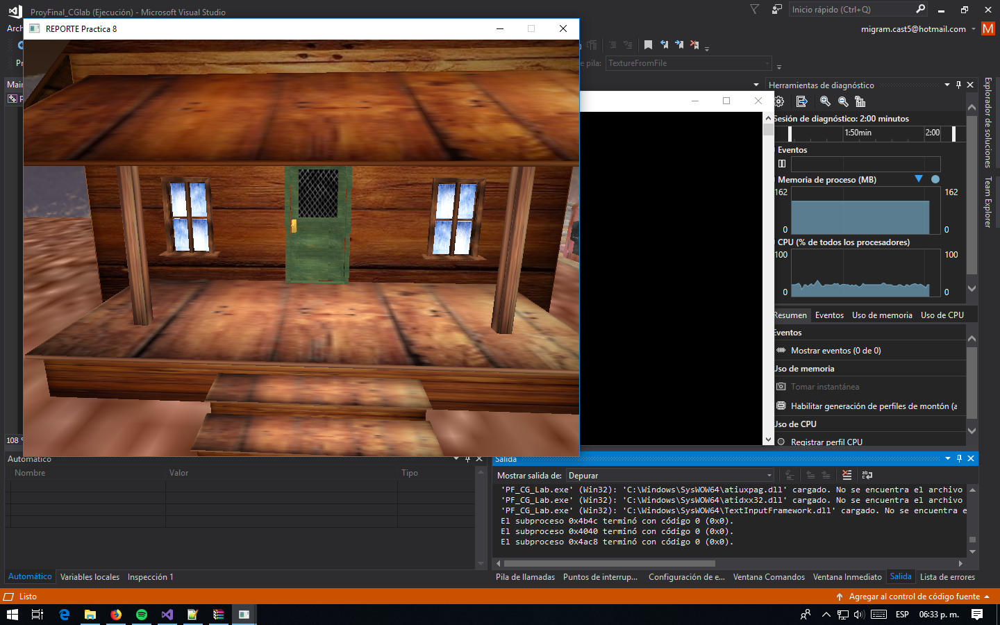 ProyFinal_CGlab (Ejecución) - Microsoft Visual Studio
Inicio rápido (Ctrl+Q)
REPORTE Practica 8
migram.cast5@hotmail.com
M
e pila:
TextureFromFile
Herramientas de diagnóstico
Sesión de diagnóstico: 2:00 minutos
1:50min
2:00
Eventos
Memoria de proceso (MB)
162
162
0
0
CPU (% de todos los procesadores)
100
100
0
0
Resumen
Eventos
Uso de memoria
Uso de CPU
Eventos
Mostrar eventos (0 de 0)
Uso de memoria
Tomar instantánea
Habilitar generación de perfiles de montón (a
Uso de CPU
Registrar perfil CPU
Explorador de soluciones
Team Explorer
108 %
Automático
Nombre
Valor
Tipo
Salida
Mostrar salida de:
Depurar
'PF_CG_Lab.exe' (Win32): 'C:\Windows\SysWOW64\atiuxpag.dll' cargado. No se encuentra el archivo
'PF_CG_Lab.exe' (Win32): 'C:\Windows\SysWOW64\atidxx32.dll' cargado. No se encuentra el archivo
'PF_CG_Lab.exe' (Win32): 'C:\Windows\SysWOW64\TextInputFramework.dll' cargado. No se encuentra e
El subproceso 0x4b4c terminó con código 0 (0x0).
El subproceso 0x4040 terminó con código 0 (0x0).
El subproceso 0x4ac8 terminó con código 0 (0x0).
Automático
Variables locales
Inspección 1
Pila de llamadas
Puntos de interrup...
Configuración de e...
Ventana Comandos
Ventana Inmediato
Salida
Lista de errores
Listo
Agregar al control de código fuente
ESP
06:33 p. m.